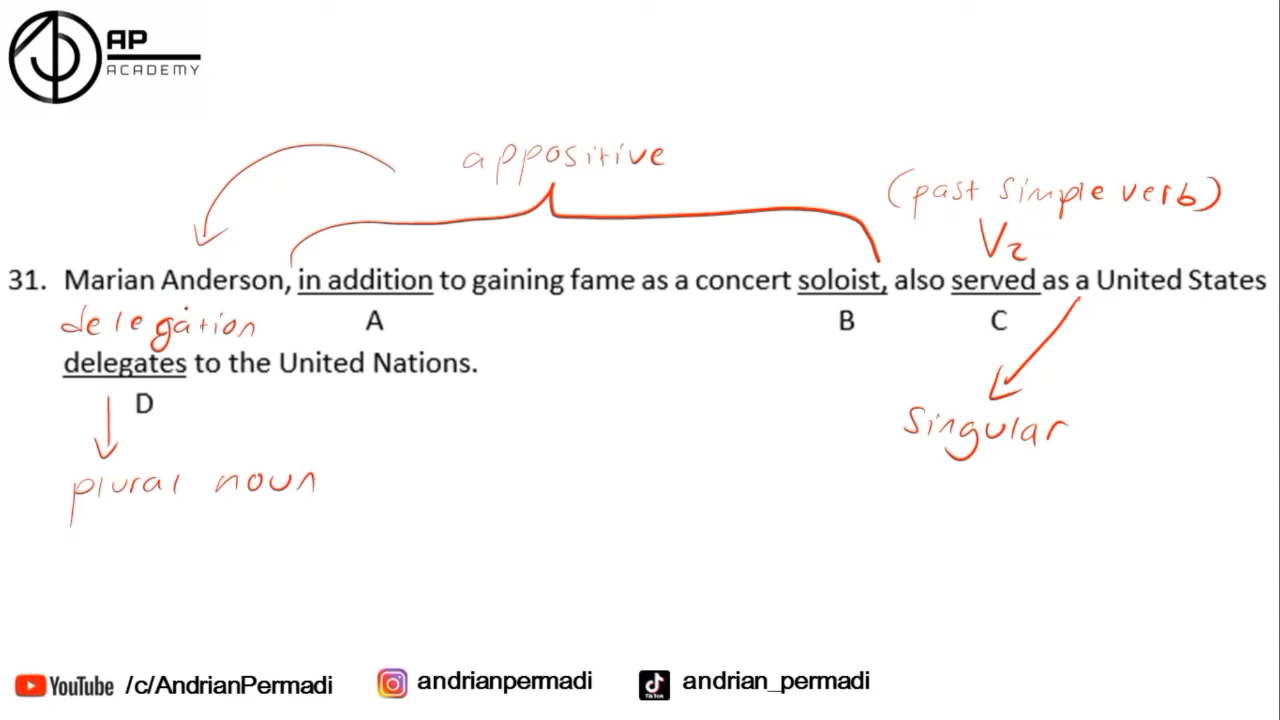 AP
ACADEMY
appositive
(past simple verb)
V2
31. Marian Anderson, in addition to gaining fame as a concert soloist, also served as a United States
A B C
delegation
delegates to the United Nations.
D
singular
plural noun
YouTube /c/AndrianPermadi andrianpermadi TikTok andrian_permadi